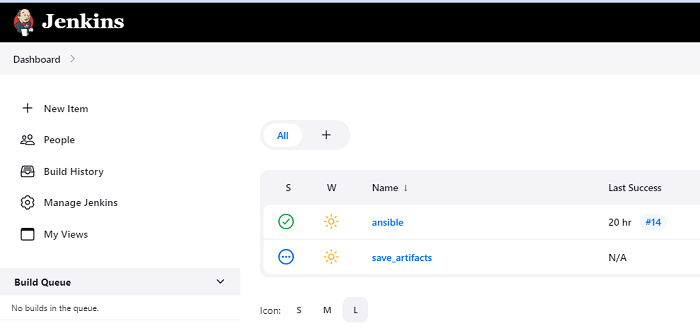 Jenkins
Dashboard
New Item
People
Build History
Manage Jenkins
My Views
Build Queue
No builds in the queue.
All +
S W Name ↓ Last Success
ansible 20 hr #14
save_artifacts N/A
Icon: S M L